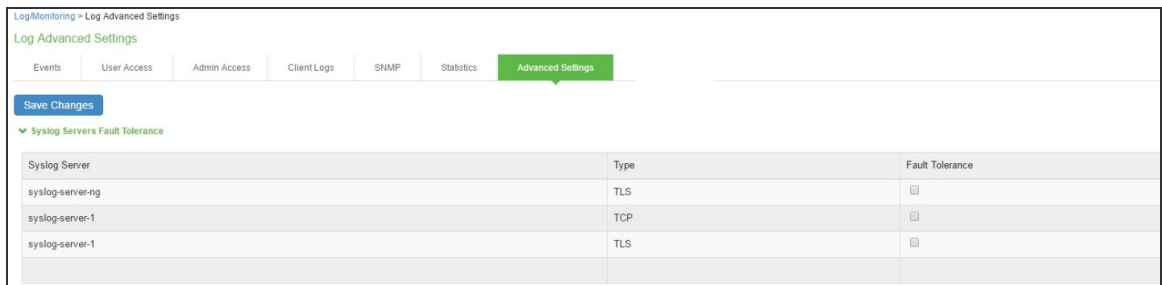 Log/Monitoring > Log Advanced Settings
Log Advanced Settings
Events User Access Admin Access Client Logs SNMP Statistics Advanced Settings
Save Changes
Syslog Servers Fault Tolerance
Syslog Server Type Fault Tolerance
syslog-server-ng TLS
syslog-server-1 TCP
syslog-server-1 TLS